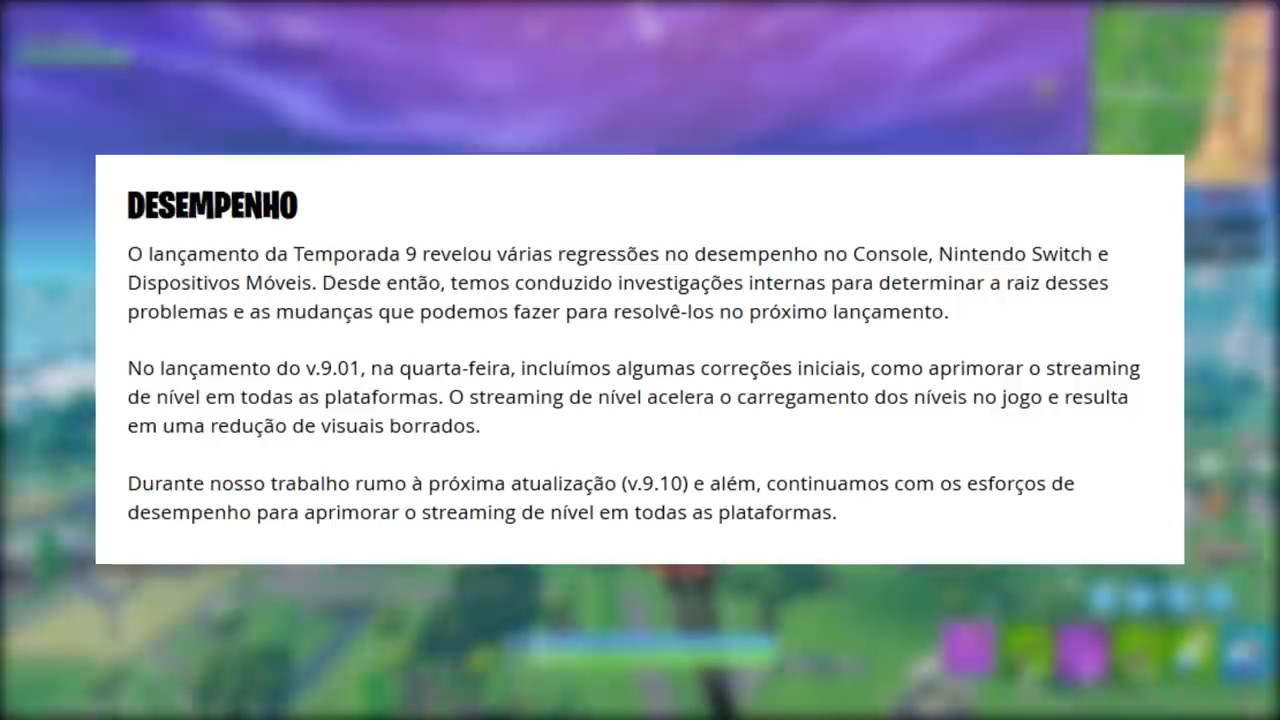 DESEMPENHO
O lançamento da Temporada 9 revelou várias regressões no desempenho no Console, Nintendo Switch e
Dispositivos Móveis. Desde então, temos conduzido investigações internas para determinar a raiz desses
problemas e as mudanças que podemos fazer para resolvê-los no próximo lançamento.
No lançamento do v.9.01, na quarta-feira, incluímos algumas correções iniciais, como aprimorar o streaming
de nível em todas as plataformas. O streaming de nível acelera o carregamento dos níveis no jogo e resulta
em uma redução de visuais borrados.
Durante nosso trabalho rumo à próxima atualização (v.9.10) e além, continuamos com os esforços de
desempenho para aprimorar o streaming de nível em todas as plataformas.